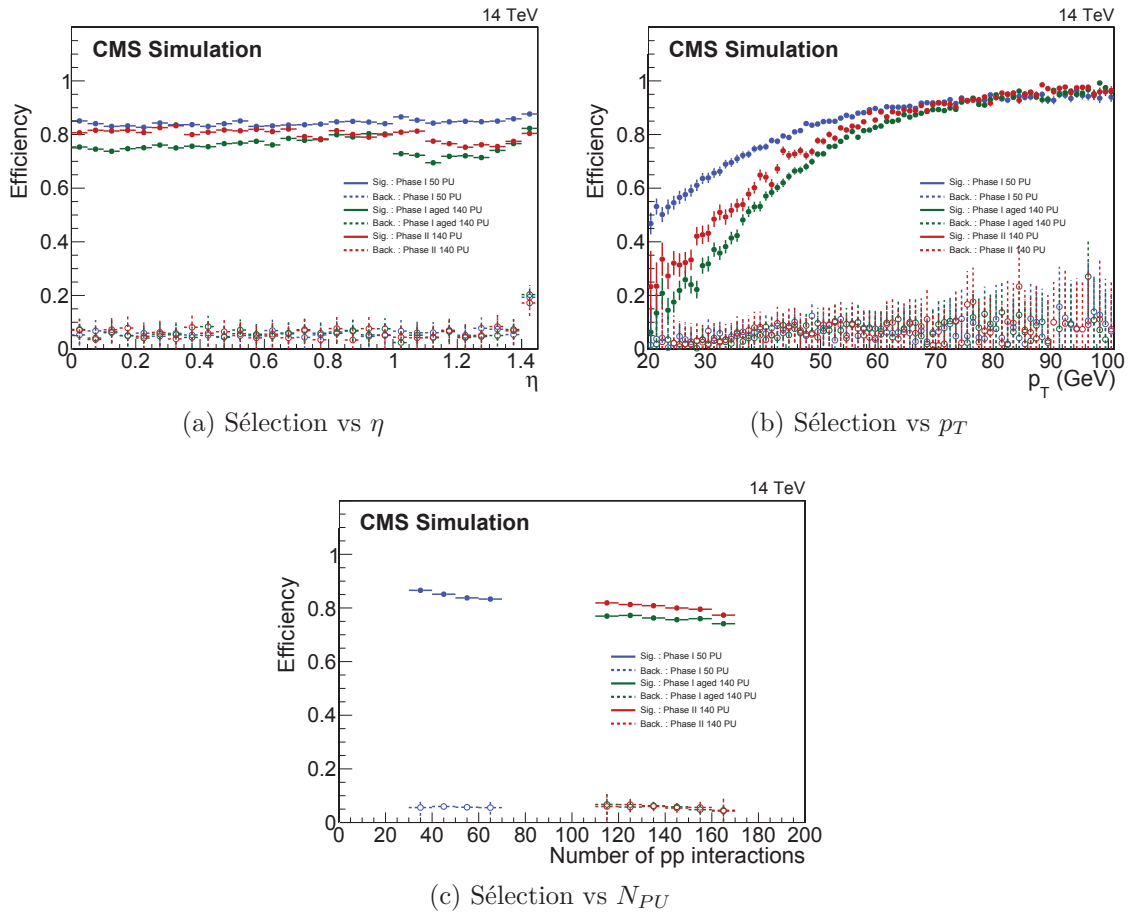 14 TeV
CMS Simulation
Efficiency
1
0.8
0.6
0.4
0.2
0
Sig. : Phase I 50 PU
Back. : Phase I 50 PU
Sig. : Phase I aged 140 PU
Back. : Phase I aged 140 PU
Sig. : Phase II 140 PU
Back. : Phase II 140 PU
0 0.2 0.4 0.6 0.8 1 1.2 1.4
η
(a) Sélection vs η
14 TeV
CMS Simulation
Efficiency
1
0.8
0.6
0.4
0.2
0
Sig. : Phase I 50 PU
Back. : Phase I 50 PU
Sig. : Phase I aged 140 PU
Back. : Phase I aged 140 PU
Sig. : Phase II 140 PU
Back. : Phase II 140 PU
20 30 40 50 60 70 80 90 100
p_T (GeV)
(b) Sélection vs p_T
14 TeV
CMS Simulation
Efficiency
1
0.8
0.6
0.4
0.2
0
Sig. : Phase I 50 PU
Back. : Phase I 50 PU
Sig. : Phase I aged 140 PU
Back. : Phase I aged 140 PU
Sig. : Phase II 140 PU
Back. : Phase II 140 PU
0 20 40 60 80 100 120 140 160 180 200
Number of pp interactions
(c) Sélection vs N_PU